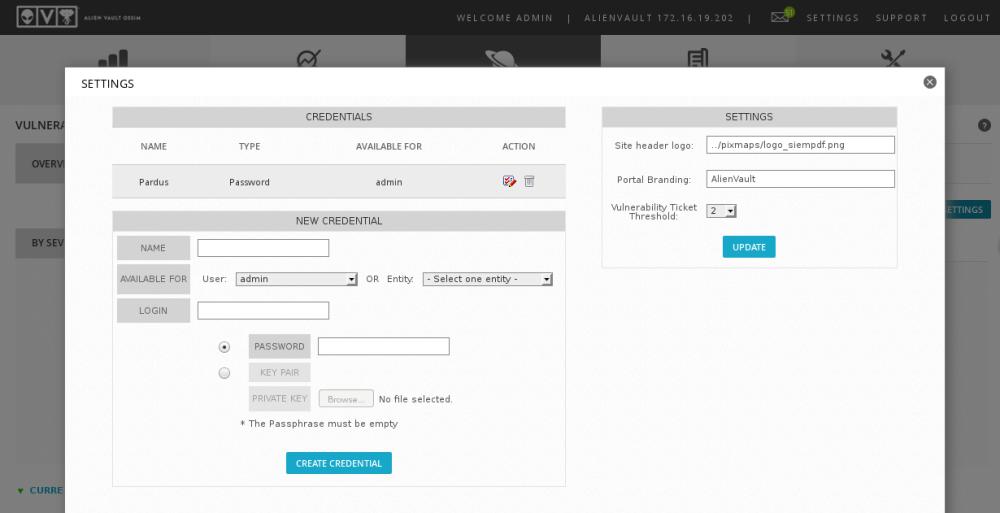 ALIEN VAULT OSSIM
WELCOME ADMIN | ALIENVAULT 172.16.19.202 | 51 SETTINGS SUPPORT LOGOUT
SETTINGS
VULNERA
?
OVERV
BY SEV
ETTINGS
CURRE
CREDENTIALS
NAME TYPE AVAILABLE FOR ACTION
Pardus Password admin
NEW CREDENTIAL
NAME
AVAILABLE FOR User: admin OR Entity: - Select one entity -
LOGIN
PASSWORD
KEY PAIR
PRIVATE KEY Browse... No file selected.
* The Passphrase must be empty
CREATE CREDENTIAL
SETTINGS
Site header logo: ../pixmaps/logo_siempdf.png
Portal Branding: AlienVault
Vulnerability Ticket
Threshold: 2
UPDATE